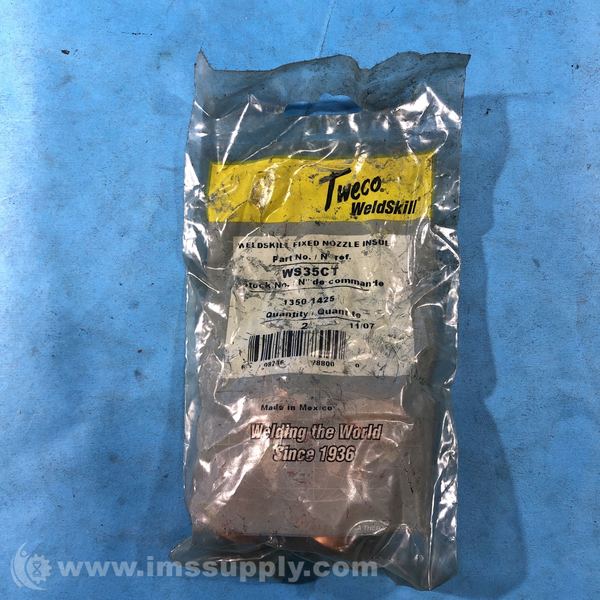 Tweco
WeldSkill
WELDSKILL FIXED NOZZLE INSUL
Part No. / N° ref.
WS35CT
Stock No. / N° de commande
1350 1425
Quantity / Quantite
2 11/07
Made in Mexico
Welding the World
Since 1936
www.imssupply.com